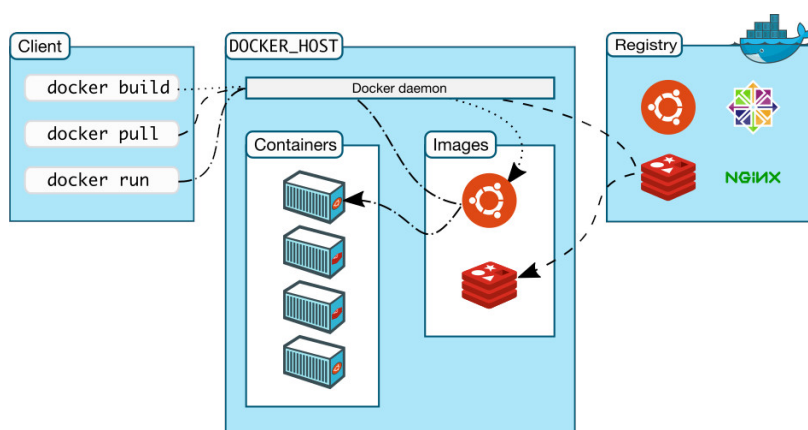 Client
docker build
docker pull
docker run
DOCKER_HOST
Docker daemon
Containers
Images
Registry
NGiNX